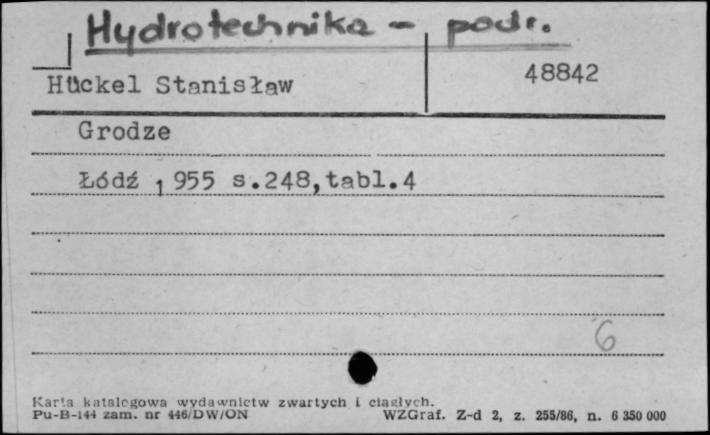 Hydrotechnika - podr.
Hückel Stanisław
48842
Grodze
Łódź 1955 s.248,tabl.4
6
Karta katalogowa wydawnictw zwartych i ciągłych.
Pu-B-144 zam. nr 446/DW/ON WZGraf. Z-d 2, z. 255/86, n. 6 350 000